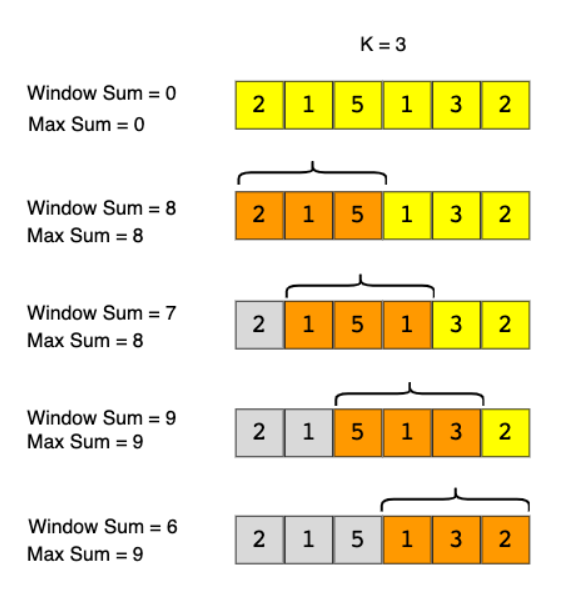 K = 3
Window Sum = 0
Max Sum = 0
2 1 5 1 3 2
Window Sum = 8
Max Sum = 8
2 1 5 1 3 2
Window Sum = 7
Max Sum = 8
2 1 5 1 3 2
Window Sum = 9
Max Sum = 9
2 1 5 1 3 2
Window Sum = 6
Max Sum = 9
2 1 5 1 3 2